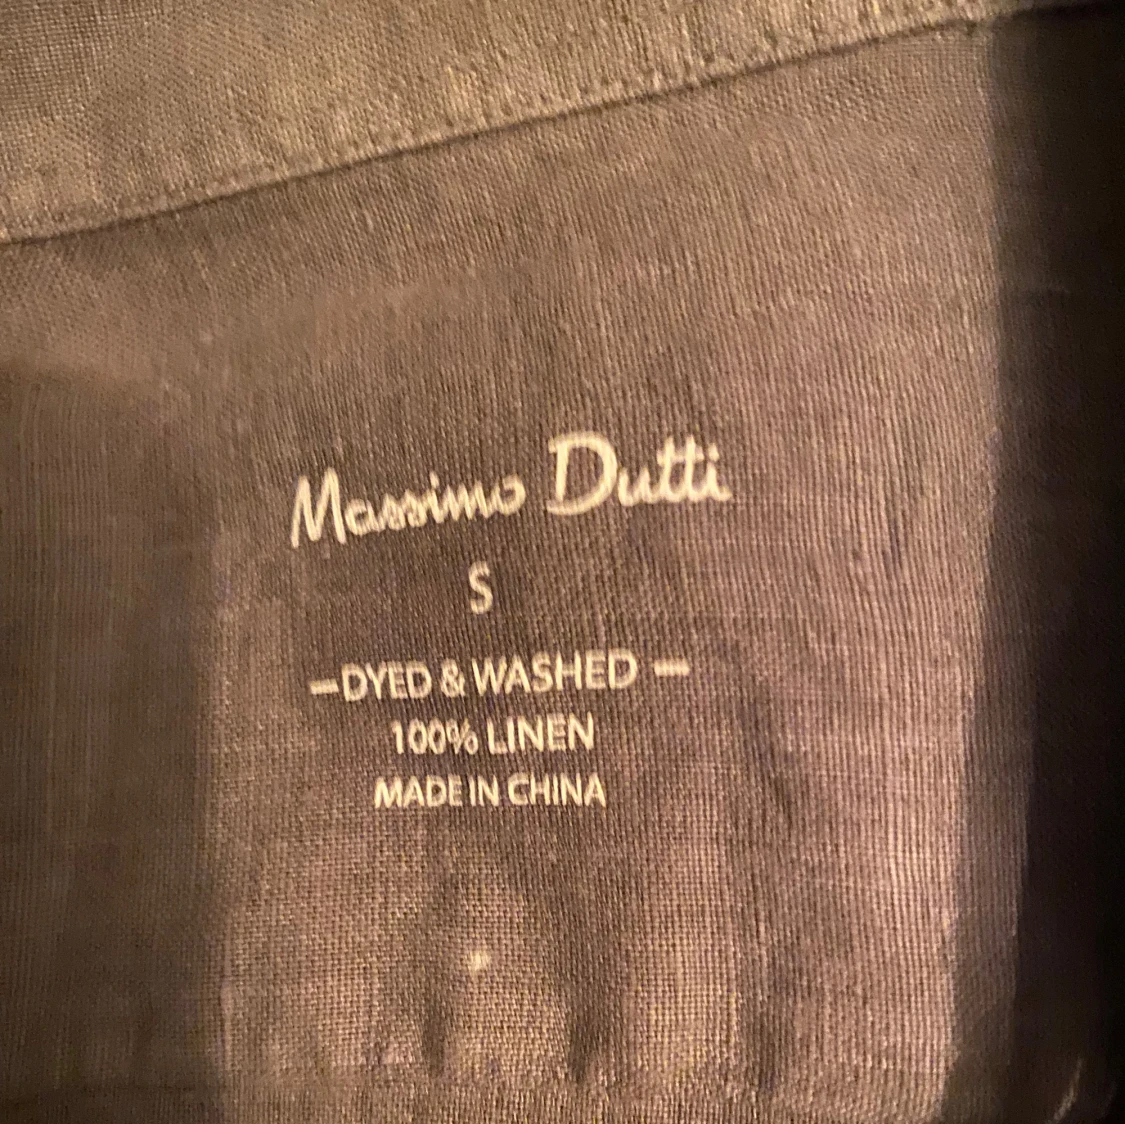 Massimo Dutti
S
-DYED & WASHED -
100% LINEN
MADE IN CHINA